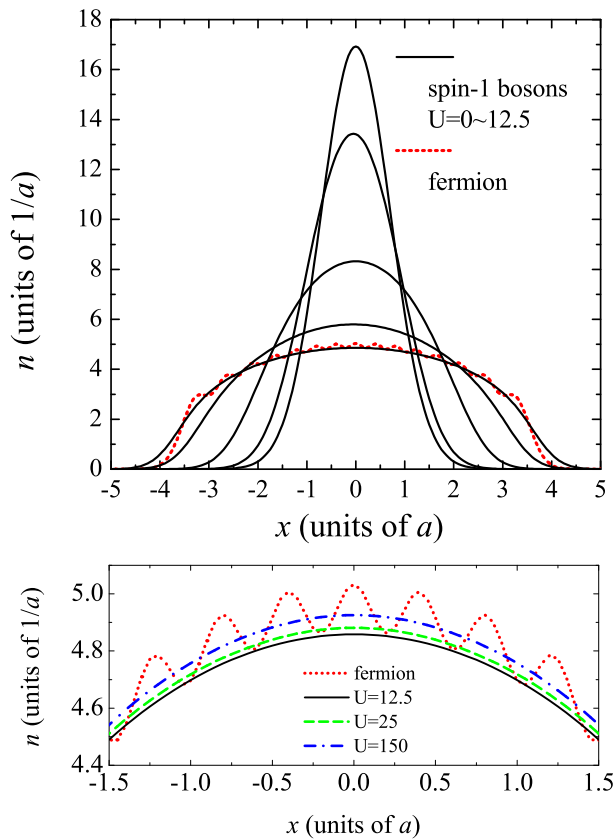 18
16
14
12
10
8
6
4
2
0
n (units of 1/a)
spin-1 bosons
U=0~12.5
fermion
-5 -4 -3 -2 -1 0 1 2 3 4 5
x (units of a)
5.0
4.8
4.6
4.4
n (units of 1/a)
fermion
U=12.5
U=25
U=150
-1.5 -1.0 -0.5 0.0 0.5 1.0 1.5
x (units of a)